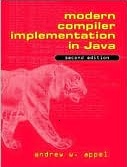 modern
compiler
implementation
in Java
second edition
andrew w. appel